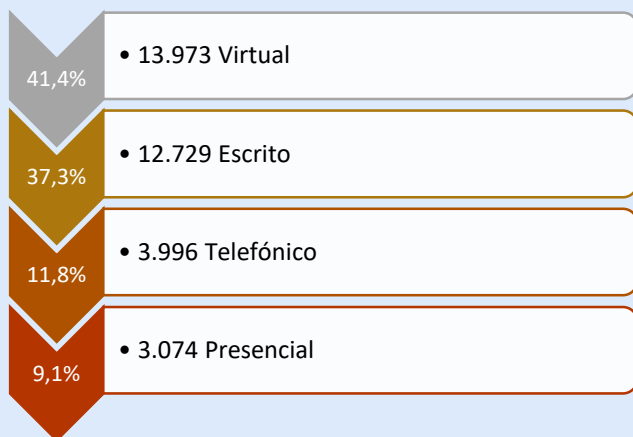 • 13.973 Virtual
41,4%
• 12.729 Escrito
37,3%
• 3.996 Telefónico
11,8%
• 3.074 Presencial
9,1%